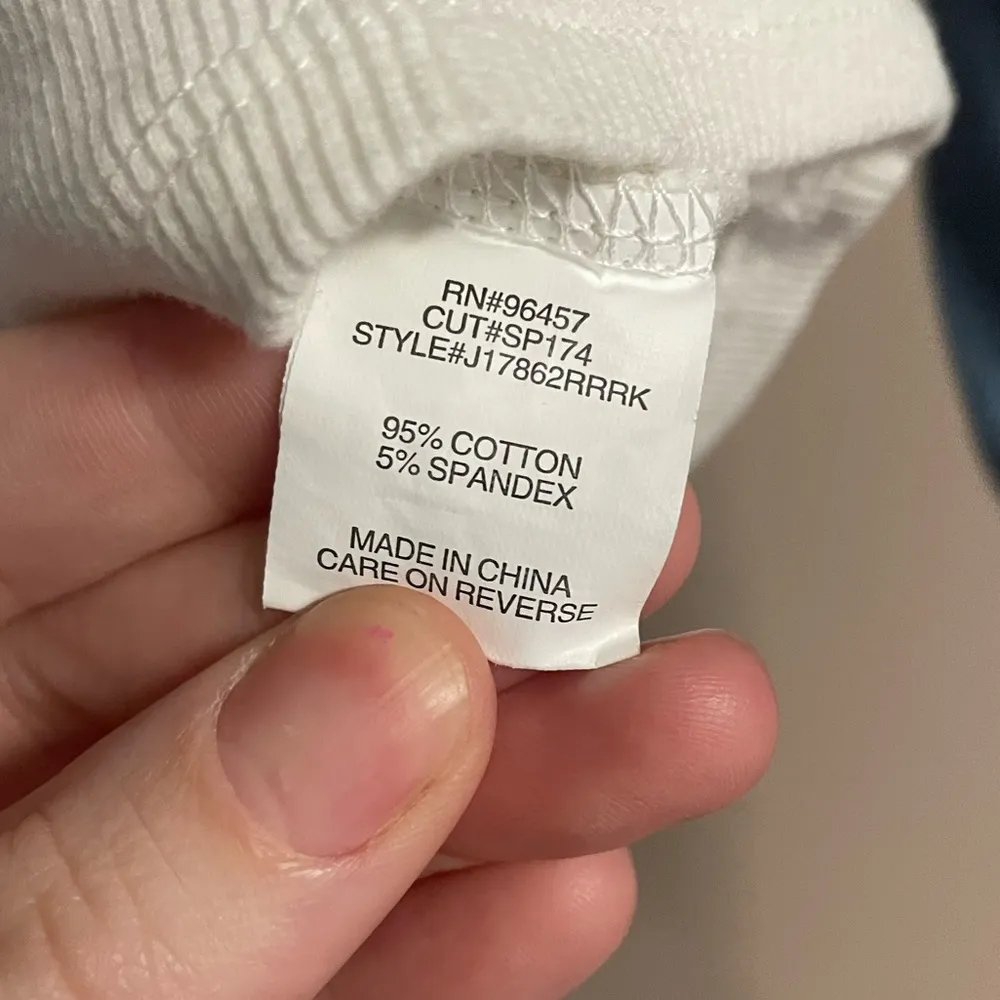 RN#96457
CUT#SP174
STYLE#J17862RRRK
95% COTTON
5% SPANDEX
MADE IN CHINA
CARE ON REVERSE